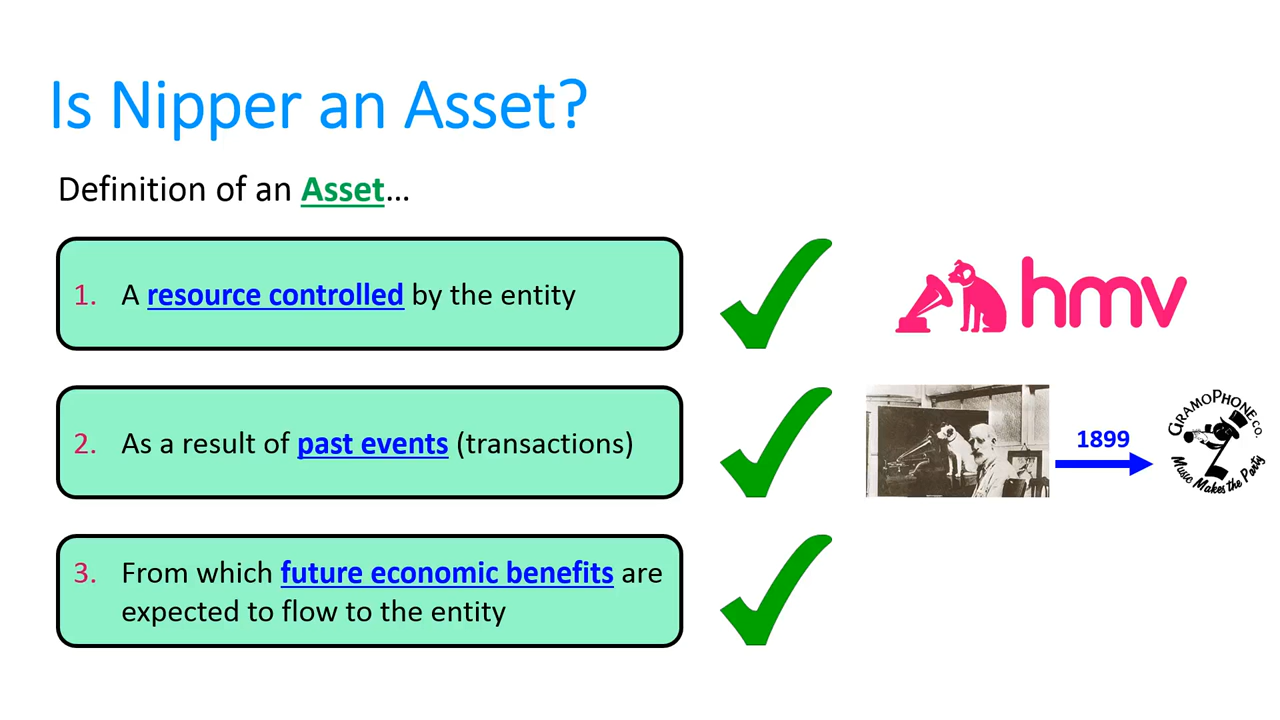 Is Nipper an Asset?
Definition of an Asset...
1. A resource controlled by the entity
hmv
2. As a result of past events (transactions)
1899
GRAMOPHONE CO.
Music Makes the Party
3. From which future economic benefits are
expected to flow to the entity